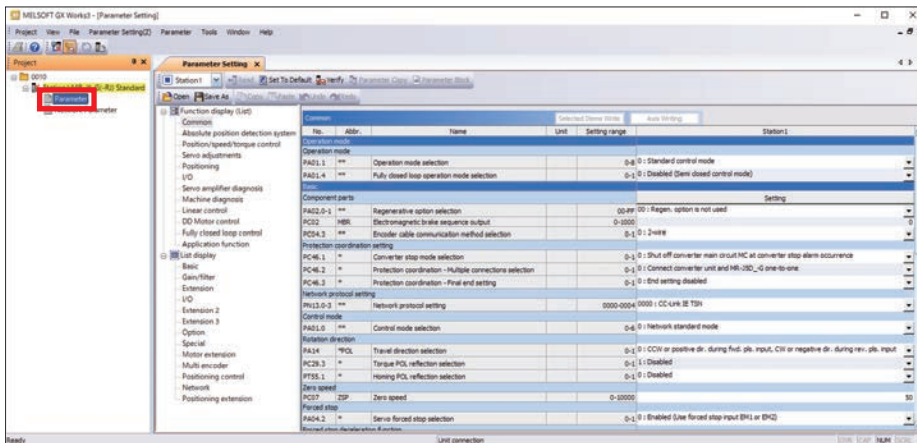 MELSOFT GX Works3 - [Parameter Setting]
Project View File Parameter Setting(Z) Parameter Tools Window Help
Project
Parameter Setting
0010
Standard
Parameter
Station1 Read Set To Default Verify Parameter Copy Parameter Block
Open Save As Copy Paste Undo Redo
Function display (List)
Common
Absolute position detection system
Position/speed/torque control
Servo adjustments
Positioning
I/O
Servo amplifier diagnosis
Machine diagnosis
Linear control
DD Motor control
Fully closed loop control
Application function
List display
Basic
Gain/filter
Extension
I/O
Extension 2
Extension 3
Option
Special
Motor extension
Multi encoder
Positioning control
Network
Positioning extension
Common Selected Items Write Axis Writing
No. Abbr. Name Unit Setting range Station1
Operation mode
Operation mode
PA01.1 ** Operation mode selection 0-8 0 : Standard control mode
PA01.4 ** Fully closed loop operation mode selection 0-1 0 : Disabled (Semi closed control mode)
Basic
Component parts Setting
PA02.0-1 ** Regenerative option selection 00-FF 00 : Regen. option is not used
PC02 MBR Electromagnetic brake sequence output 0-1000 0
PC04.3 ** Encoder cable communication method selection 0-1 0 : 2-wire
Protection coordination setting
PC46.1 * Converter stop mode selection 0-1 0 : Shut off converter main circuit MC at converter stop alarm occurrence
PC46.2 * Protection coordination - Multiple connections selection 0-1 0 : Connect converter unit and MR-J5D_-G one-to-one
PC46.3 * Protection coordination - Final end setting 0-1 0 : End setting disabled
Network protocol setting
PN13.0-3 ** Network protocol setting 0000-0004 0000 : CC-Link IE TSN
Control mode
PA01.0 ** Control mode selection 0-6 0 : Network standard mode
Rotation direction
PA14 *POL Travel direction selection 0-1 0 : CCW or positive dir. during fwd. pls. input, CW or negative dir. during rev. pls. input
PC29.3 * Torque POL reflection selection 0-1 1 : Disabled
PT55.1 * Homing POL reflection selection 0-1 0 : Disabled
Zero speed
PC07 ZSP Zero speed 0-10000 50
Forced stop
PA04.2 * Servo forced stop selection 0-1 0 : Enabled (Use forced stop input EM1 or EM2)
Forced stop deceleration function
Ready Unit connection CAP NUM